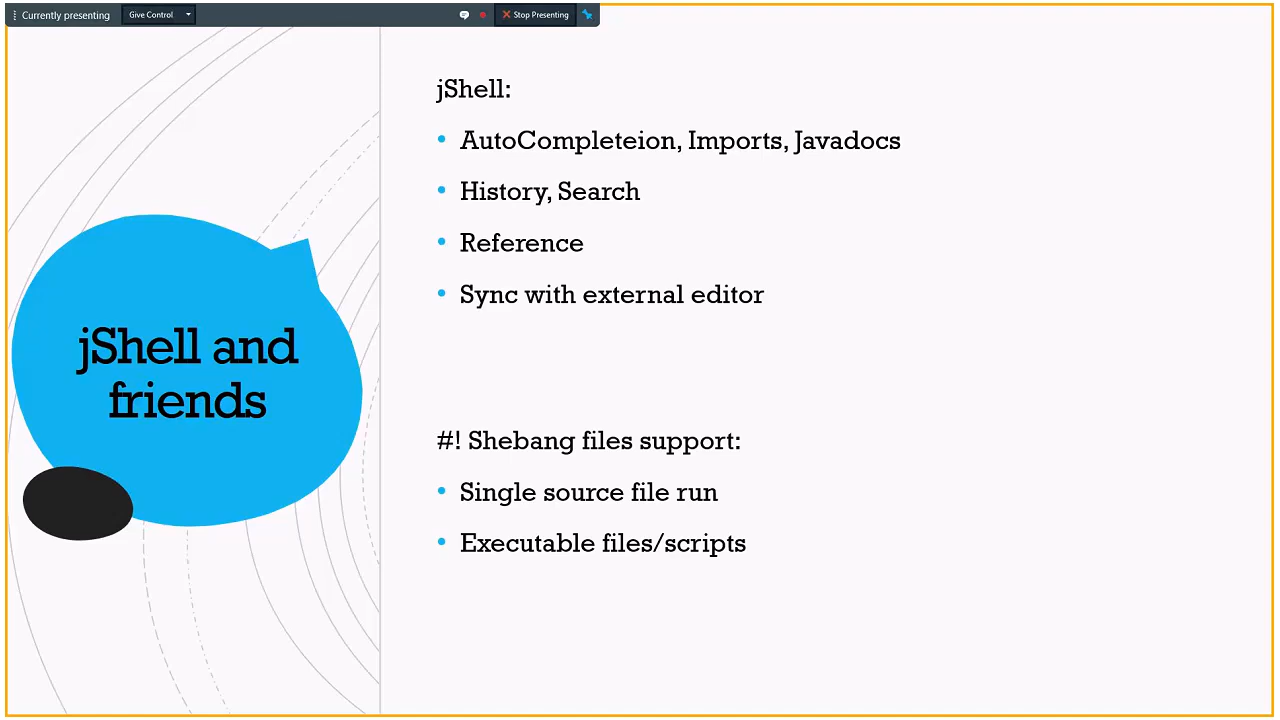 Currently presenting
Give Control
Stop Presenting
jShell and
friends
jShell:
• AutoCompleteion, Imports, Javadocs
• History, Search
• Reference
• Sync with external editor
#! Shebang files support:
• Single source file run
• Executable files/scripts